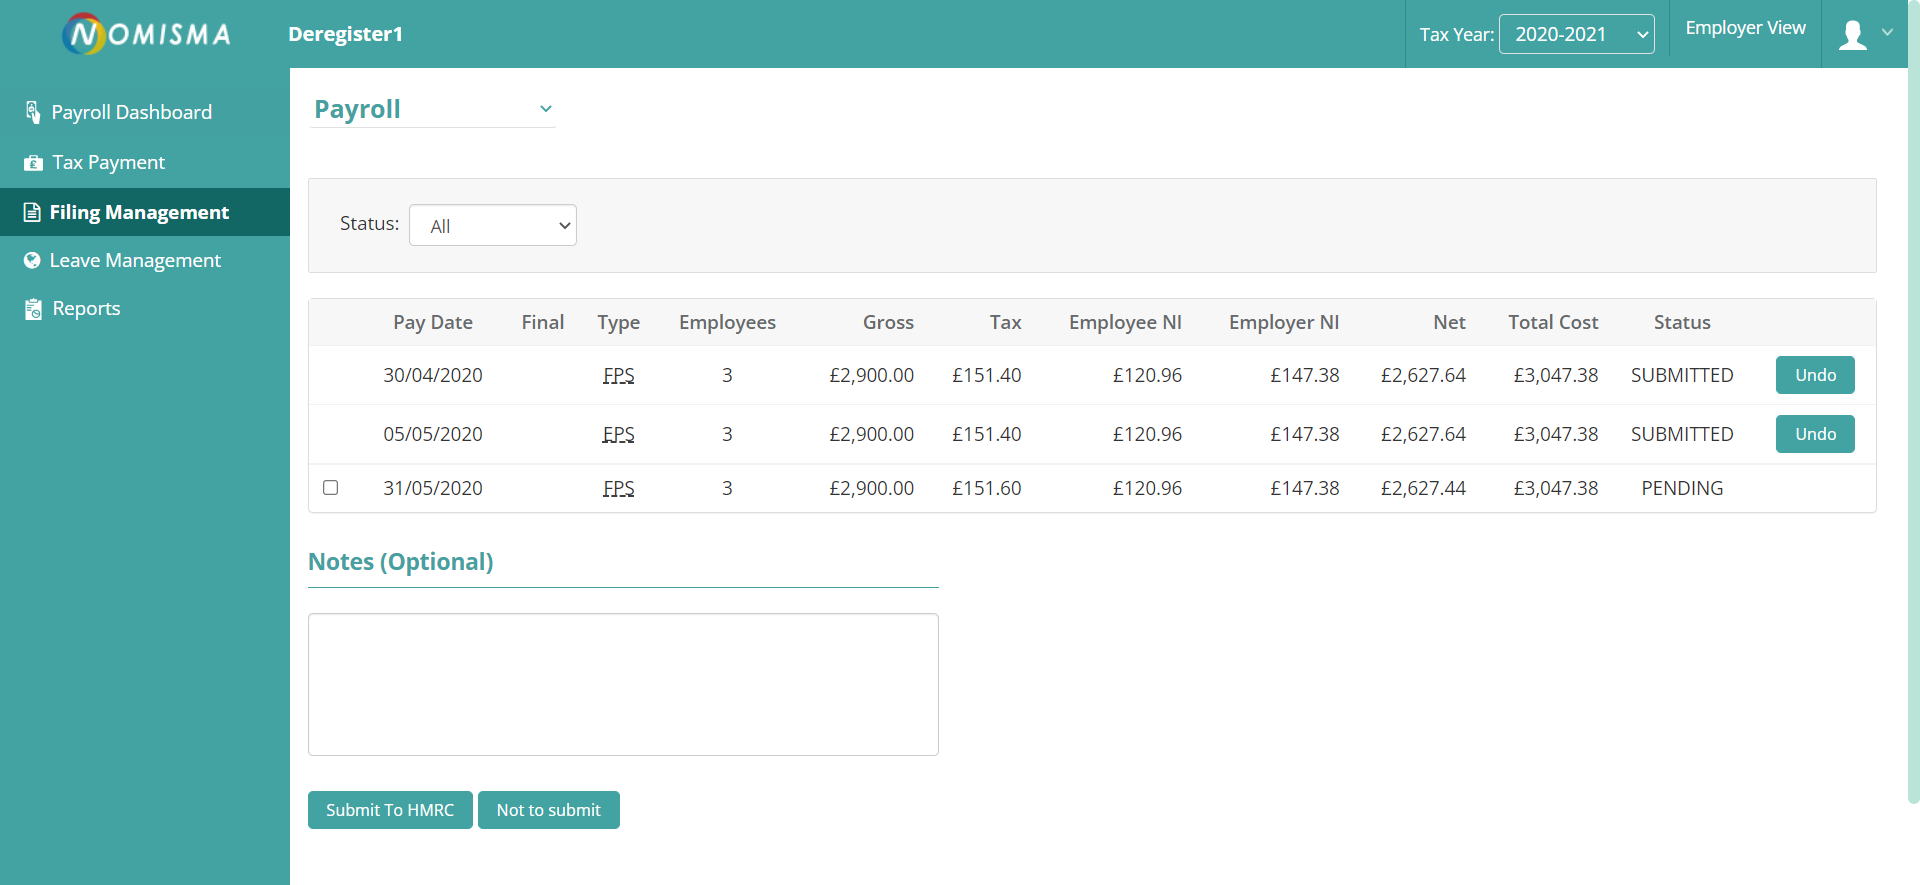 NOMISMA
Deregister1
Tax Year: 2020-2021
Employer View
Payroll Dashboard
Tax Payment
Filing Management
Leave Management
Reports
Payroll
Status: All
Pay Date Final Type Employees Gross Tax Employee NI Employer NI Net Total Cost Status
30/04/2020 FPS 3 £2,900.00 £151.40 £120.96 £147.38 £2,627.64 £3,047.38 SUBMITTED Undo
05/05/2020 EPS 3 £2,900.00 £151.40 £120.96 £147.38 £2,627.64 £3,047.38 SUBMITTED Undo
31/05/2020 FPS 3 £2,900.00 £151.60 £120.96 £147.38 £2,627.44 £3,047.38 PENDING
Notes (Optional)
Submit To HMRC Not to submit